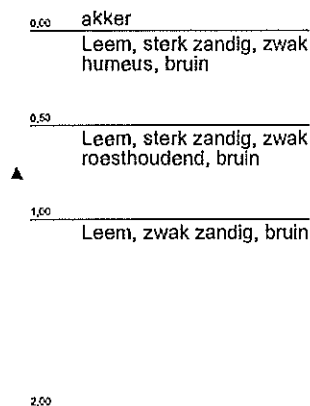 0,00 akker
Leem, sterk zandig, zwak
humeus, bruin
0,50
Leem, sterk zandig, zwak
roesthoudend, bruin
1,00
Leem, zwak zandig, bruin
2,00